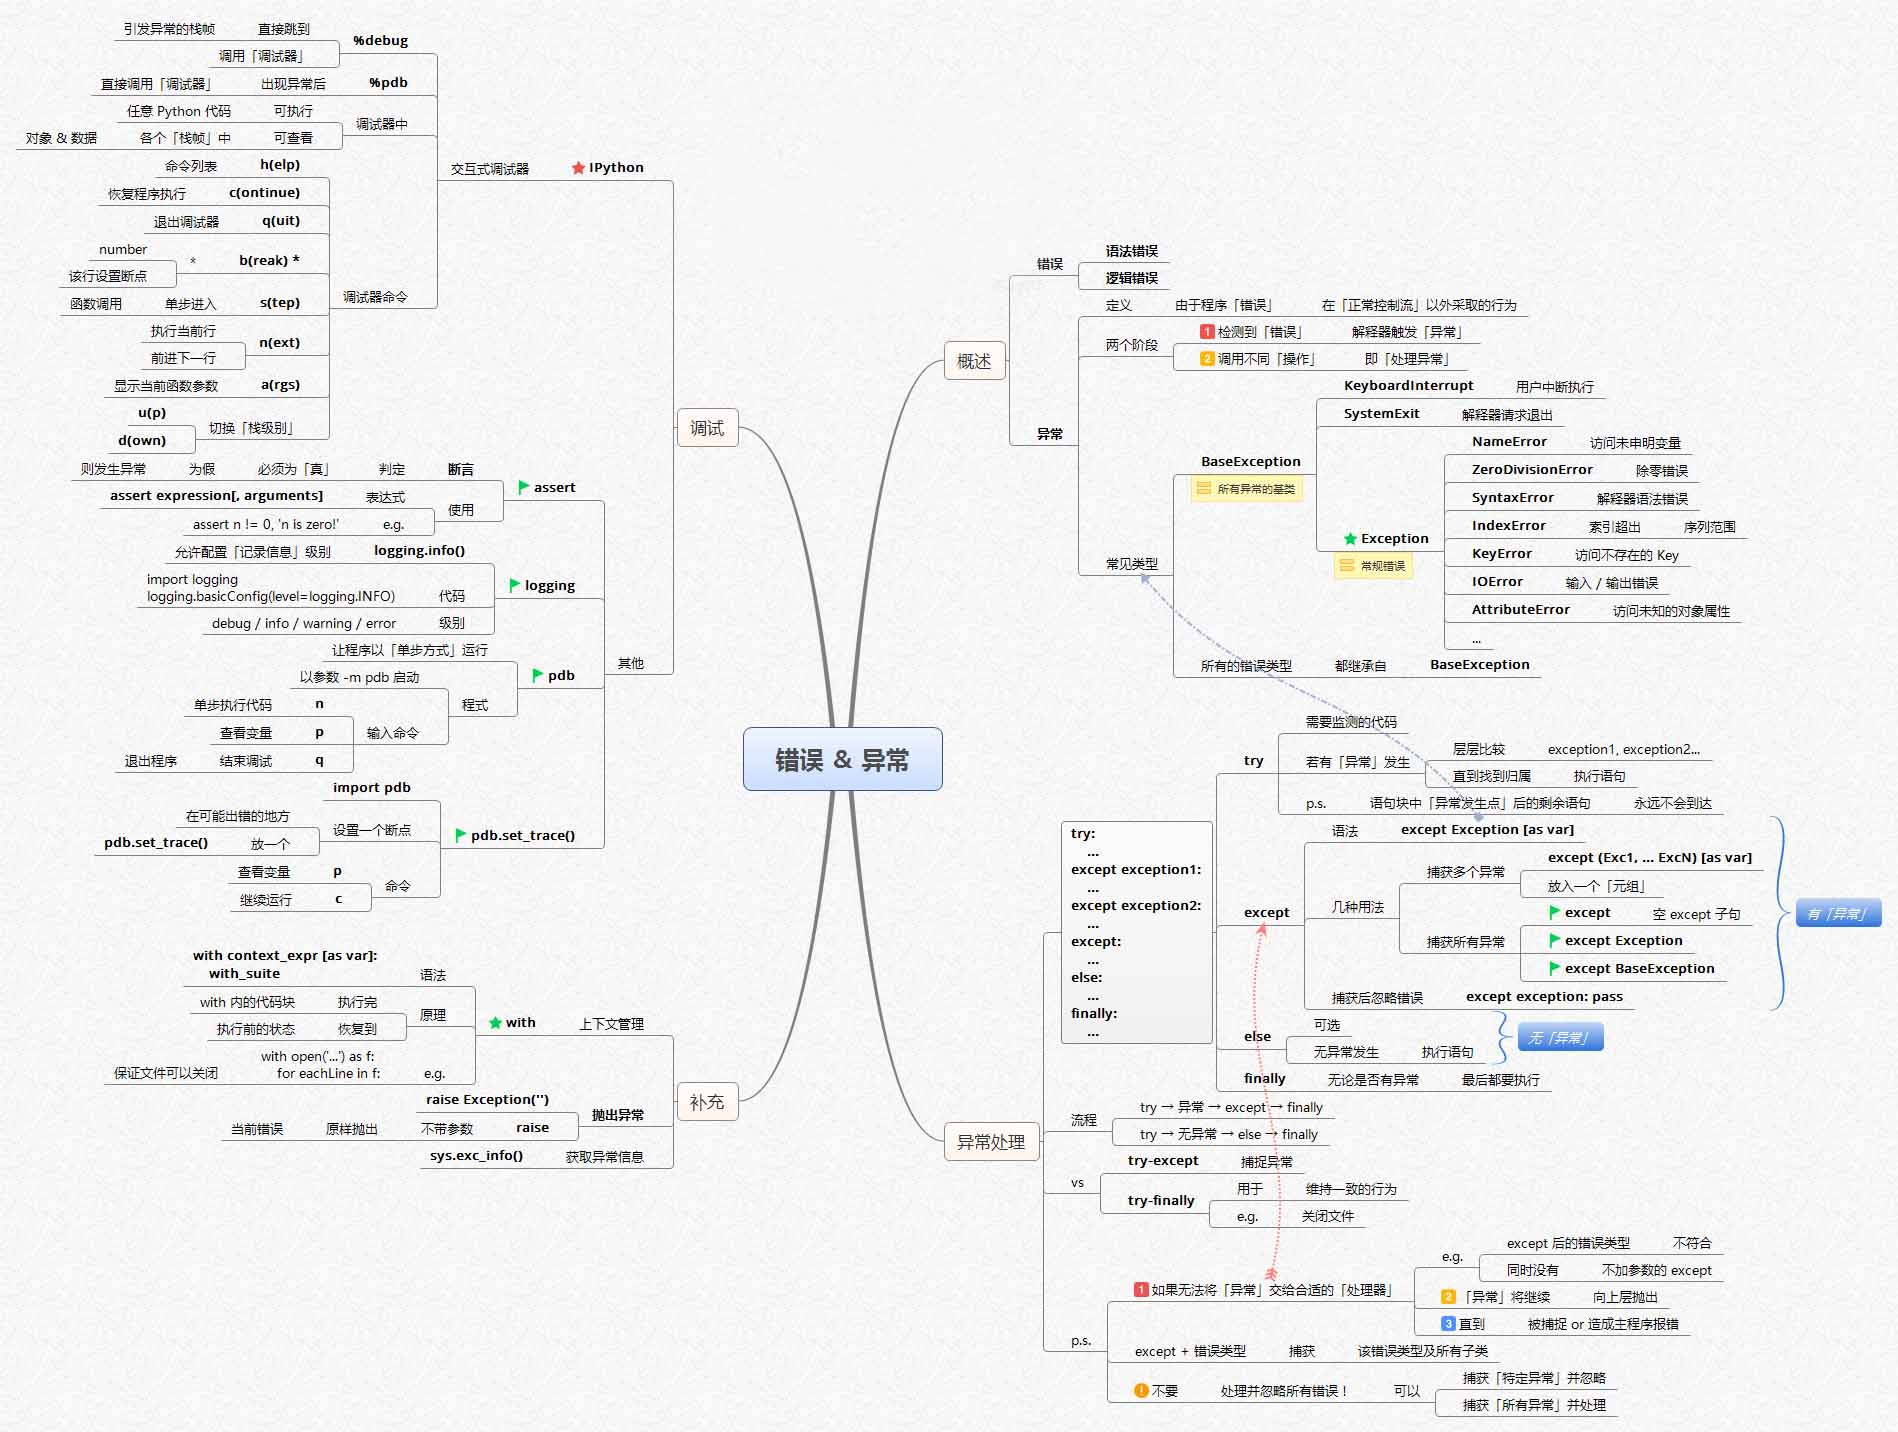 错误 & 异常
概述
错误
语法错误
逻辑错误
异常
定义
由于程序「错误」
在「正常控制流」以外采取的行为
两个阶段
1 检测到「错误」
解释器触发「异常」
2 调用不同「操作」
即「处理异常」
常见类型
BaseException
所有异常的基类
KeyboardInterrupt
用户中断执行
SystemExit
解释器请求退出
Exception
常规错误
NameError
访问未申明变量
ZeroDivisionError
除零错误
SyntaxError
解释器语法错误
IndexError
索引超出
序列范围
KeyError
访问不存在的 Key
IOError
输入 / 输出错误
AttributeError
访问未知的对象属性
...
所有的错误类型
都继承自
BaseException
异常处理
try:
...
except exception1:
...
except exception2:
...
except:
...
else:
...
finally:
...
try
需要监测的代码
若有「异常」发生
层层比较
exception1, exception2...
直到找到归属
执行语句
p.s.
语句块中「异常发生点」后的剩余语句
永远不会到达
except
语法
except Exception [as var]
几种用法
捕获多个异常
except (Exc1, ... ExcN) [as var]
放入一个「元组」
捕获所有异常
except
空 except 子句
except Exception
except BaseException
捕获后忽略错误
except exception: pass
有「异常」
else
可选
无异常发生
执行语句
无「异常」
finally
无论是否有异常
最后都要执行
流程
try → 异常 → except → finally
try → 无异常 → else → finally
vs
try-except
捕捉异常
try-finally
用于
维持一致的行为
e.g.
关闭文件
p.s.
1 如果无法将「异常」交给合适的「处理器」
e.g.
except 后的错误类型
不符合
同时没有
不加参数的 except
2 「异常」将继续
向上层抛出
3 直到
被捕捉 or 造成主程序报错
except + 错误类型
捕获
该错误类型及所有子类
! 不要
处理并忽略所有错误！
可以
捕获「特定异常」并忽略
捕获「所有异常」并处理
调试
IPython
交互式调试器
%debug
直接跳到
引发异常的栈帧
调用「调试器」
%pdb
出现异常后
直接调用「调试器」
调试器中
可执行
任意 Python 代码
可查看
各个「栈帧」中
对象 & 数据
调试器命令
h(elp)
命令列表
c(ontinue)
恢复程序执行
q(uit)
退出调试器
b(reak) *
*
number
该行设置断点
s(tep)
单步进入
函数调用
n(ext)
执行当前行
前进下一行
a(rgs)
显示当前函数参数
切换「栈级别」
u(p)
d(own)
其他
assert
断言
判定
必须为「真」
为假
则发生异常
使用
表达式
assert expression[, arguments]
e.g.
assert n != 0, 'n is zero!'
logging
logging.info()
允许配置「记录信息」级别
代码
import logging
logging.basicConfig(level=logging.INFO)
级别
debug / info / warning / error
pdb
让程序以「单步方式」运行
程式
以参数 -m pdb 启动
输入命令
n
单步执行代码
p
查看变量
q
结束调试
退出程序
pdb.set_trace()
import pdb
设置一个断点
在可能出错的地方
放一个
pdb.set_trace()
命令
p
查看变量
c
继续运行
补充
上下文管理
with
语法
with context_expr [as var]:
with_suite
原理
执行完
with 内的代码块
恢复到
执行前的状态
e.g.
with open('...') as f:
for eachLine in f:
保证文件可以关闭
抛出异常
raise Exception('')
raise
不带参数
原样抛出
当前错误
获取异常信息
sys.exc_info()